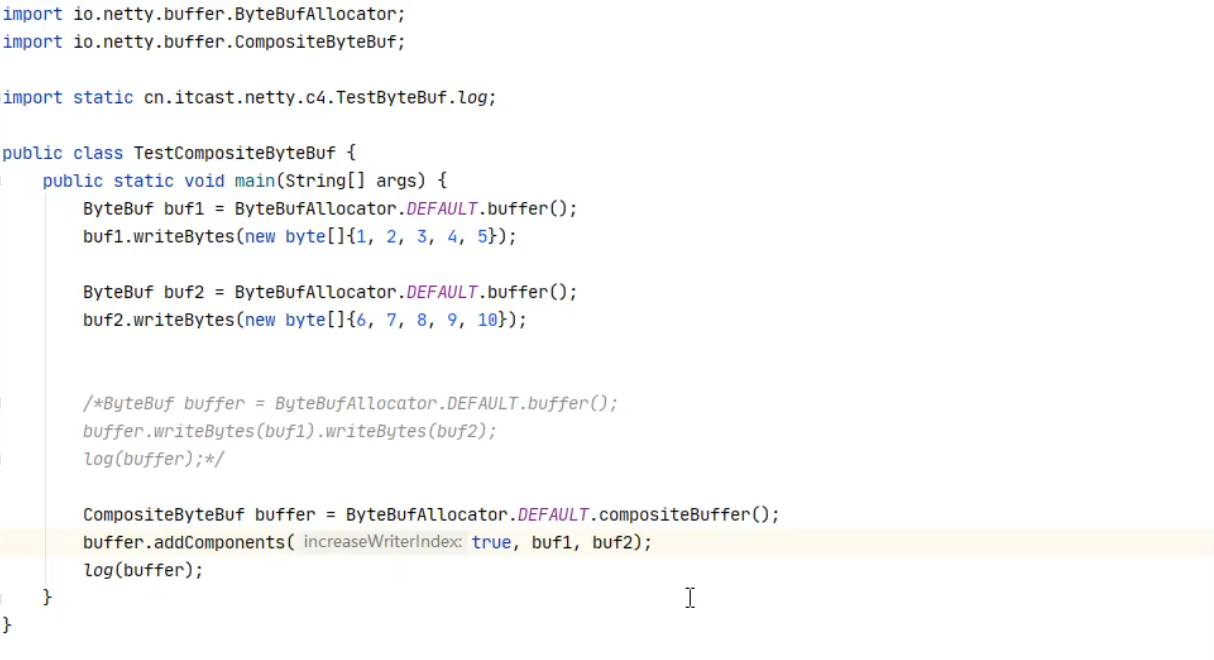 import io.netty.buffer.ByteBufAllocator;
import io.netty.buffer.CompositeByteBuf;
import static cn.itcast.netty.c4.TestByteBuf.log;
public class TestCompositeByteBuf {
public static void main(String[] args) {
ByteBuf buf1 = ByteBufAllocator.DEFAULT.buffer();
buf1.writeBytes(new byte[]{1, 2, 3, 4, 5});
ByteBuf buf2 = ByteBufAllocator.DEFAULT.buffer();
buf2.writeBytes(new byte[]{6, 7, 8, 9, 10});
/*ByteBuf buffer = ByteBufAllocator.DEFAULT.buffer();
buffer.writeBytes(buf1).writeBytes(buf2);
log(buffer);*/
CompositeByteBuf buffer = ByteBufAllocator.DEFAULT.compositeBuffer();
buffer.addComponents( increaseWriterIndex: true, buf1, buf2);
log(buffer);
}
}